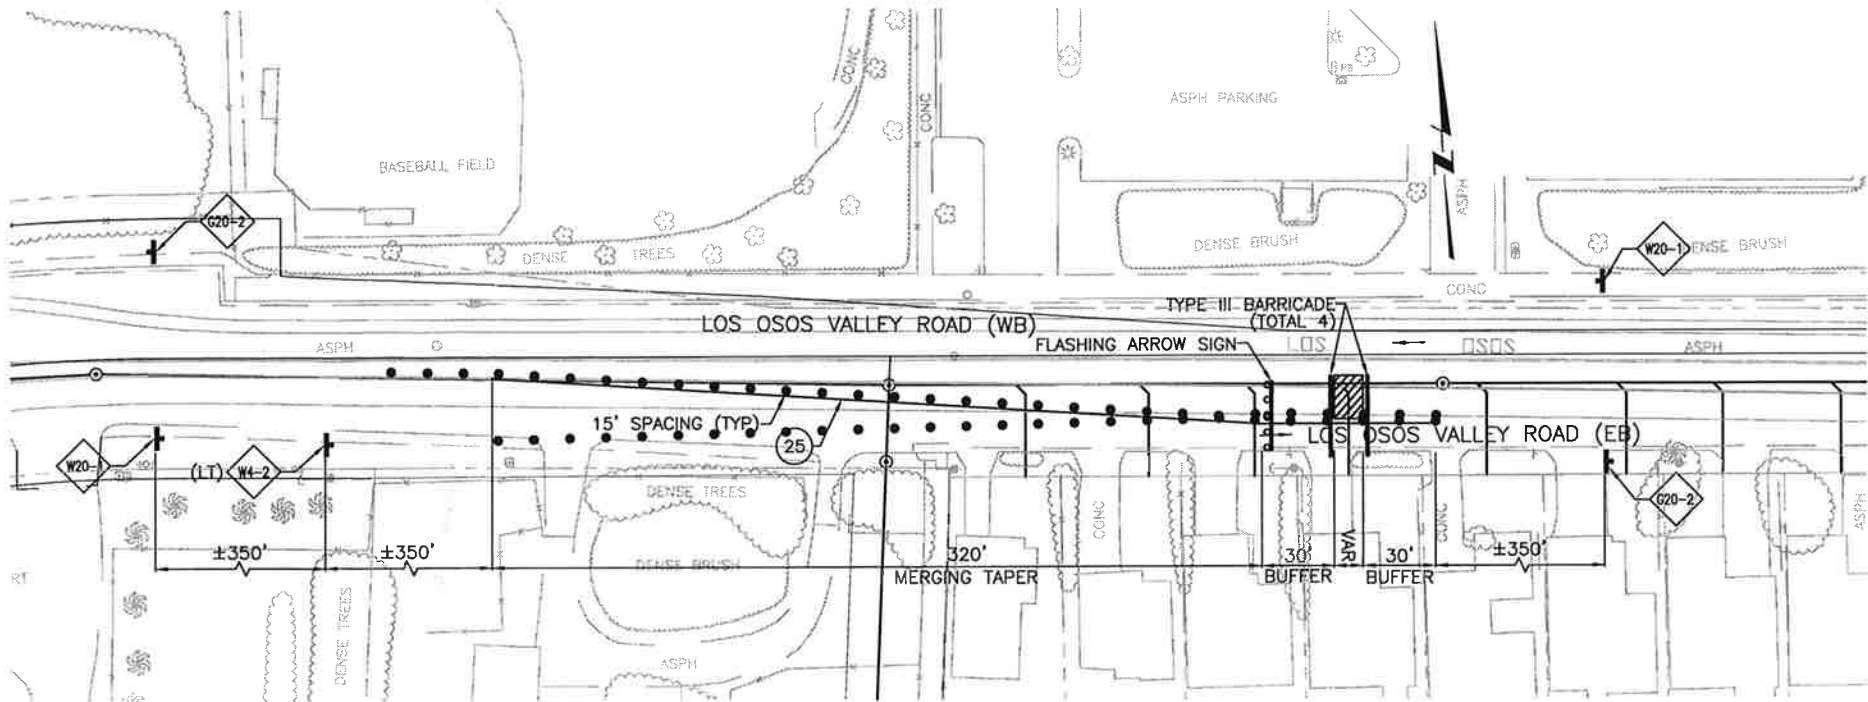 CONC
CONC
PB
ASPH PARKING
BASEBALL FIELD
ASPH
G20-2
DENSE TREES
DENSE BRUSH
W20-1
DENSE BRUSH
CONC
TYPE III BARRICADE
(TOTAL 4)
LOS OSOS VALLEY ROAD (WB)
FLASHING ARROW SIGN
LOS
OSOS
ASPH
ASPH
15' SPACING (TYP)
25
LOS OSOS VALLEY ROAD (EB)
W20-
(LT)
W4-2
DENSE TREES
G20-2
CONC
CONC
ASPH
±350'
±350'
320'
MERGING TAPER
30'
BUFFER
VAR
30'
BUFFER
±350'
DENSE BRUSH
RT
DENSE TREES
ASPH